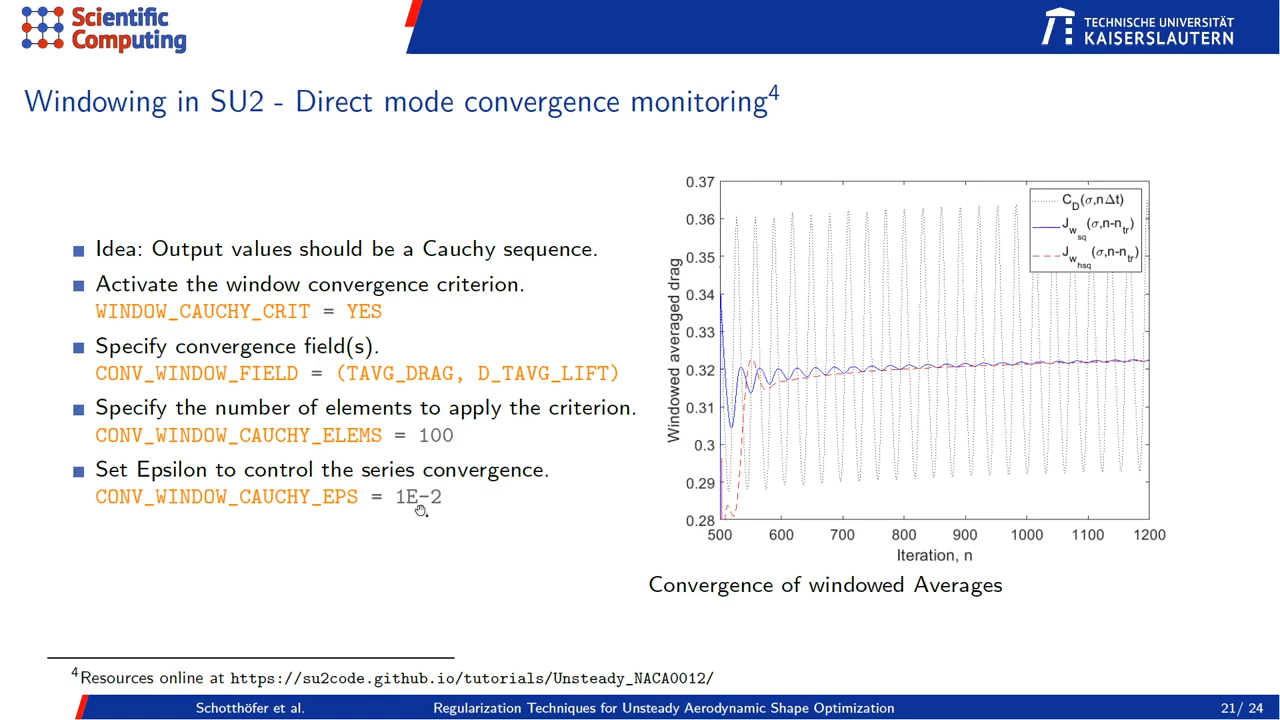 Scientific
Computing
TECHNISCHE UNIVERSITÄT
KAISERSLAUTERN
Windowing in SU2 - Direct mode convergence monitoring4
Idea: Output values should be a Cauchy sequence.
Activate the window convergence criterion.
WINDOW_CAUCHY_CRIT = YES
Specify convergence field(s).
CONV_WINDOW_FIELD = (TAVG_DRAG, D_TAVG_LIFT)
Specify the number of elements to apply the criterion.
CONV_WINDOW_CAUCHY_ELEMS = 100
Set Epsilon to control the series convergence.
CONV_WINDOW_CAUCHY_EPS = 1E-2
0.37
0.36
0.35
0.34
0.33
0.32
0.31
0.3
0.29
0.28
Windowed averaged drag
CD(σ,nΔt)
Jwsq(σ,n-ntr)
Jwhsq(σ,n-ntr)
500 600 700 800 900 1000 1100 1200
Iteration, n
Convergence of windowed Averages
4Resources online at https://su2code.github.io/tutorials/Unsteady_NACA0012/
Schotthöfer et al. Regularization Techniques for Unsteady Aerodynamic Shape Optimization 21/ 24